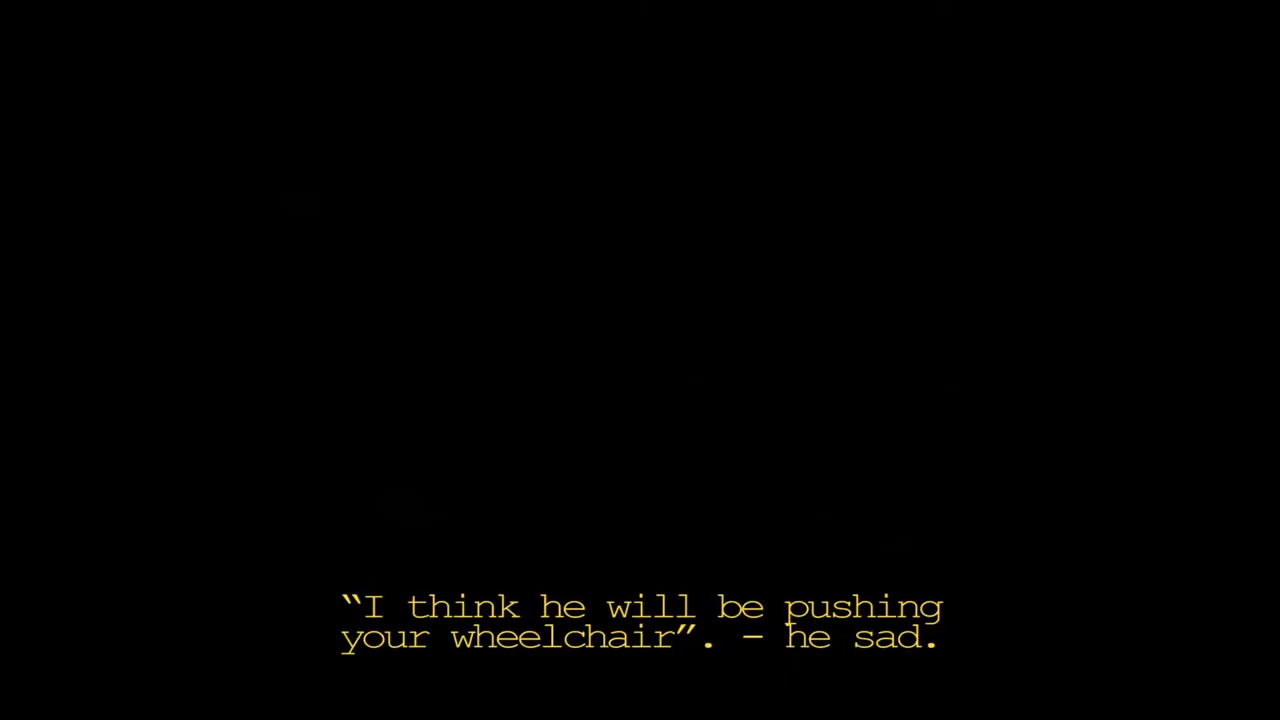 “I think he will be pushing
your wheelchair”. – he sad.